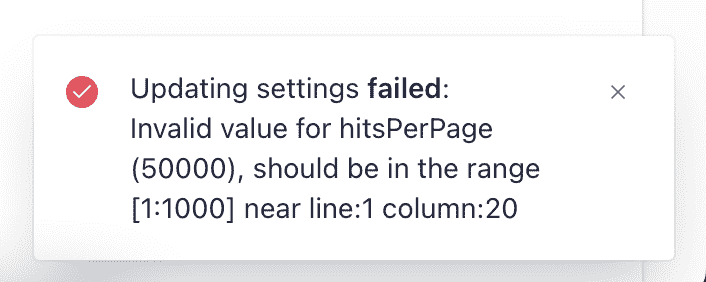 Updating settings failed:
Invalid value for hitsPerPage
(50000), should be in the range
[1:1000] near line:1 column:20